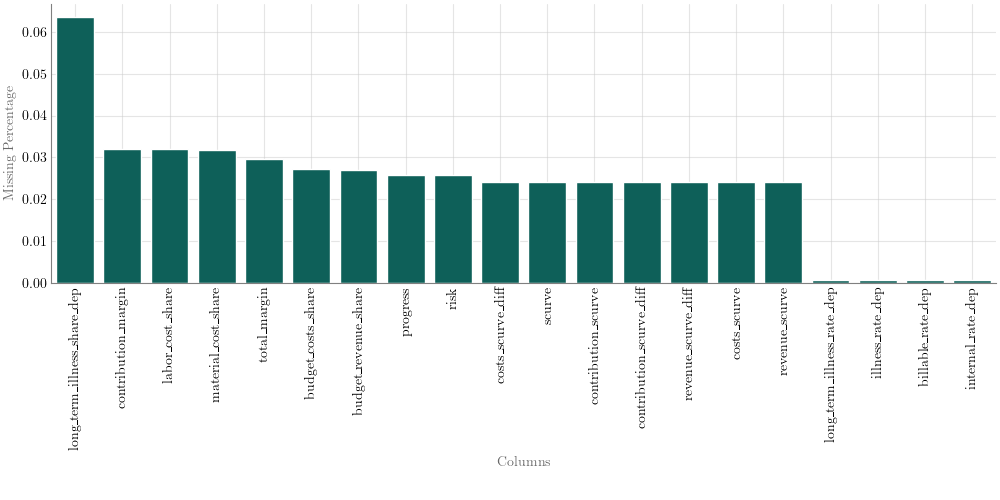 0.06
0.05
0.04
0.03
0.02
0.01
0.00
Missing Percentage
long_term_illness_share_dep
contribution_margin
labor_cost_share
material_cost_share
total_margin
budget_costs_share
budget_revenue_share
progress
risk
costs_scurve_diff
scurve
contribution_scurve
contribution_scurve_diff
revenue_scurve_diff
costs_scurve
revenue_scurve
long_term_illness_rate_dep
illness_rate_dep
billable_rate_dep
internal_rate_dep
Columns